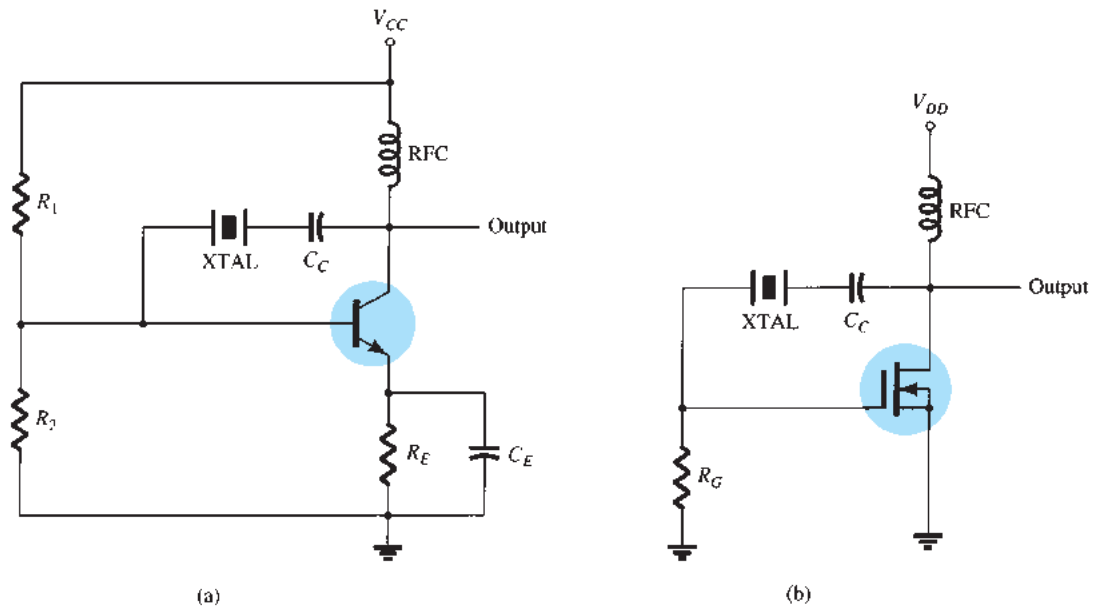 V_CC
RFC
R_1
Output
XTAL
C_C
R_2
R_E
C_E
(a)
V_DD
RFC
XTAL
C_C
Output
R_G
(b)